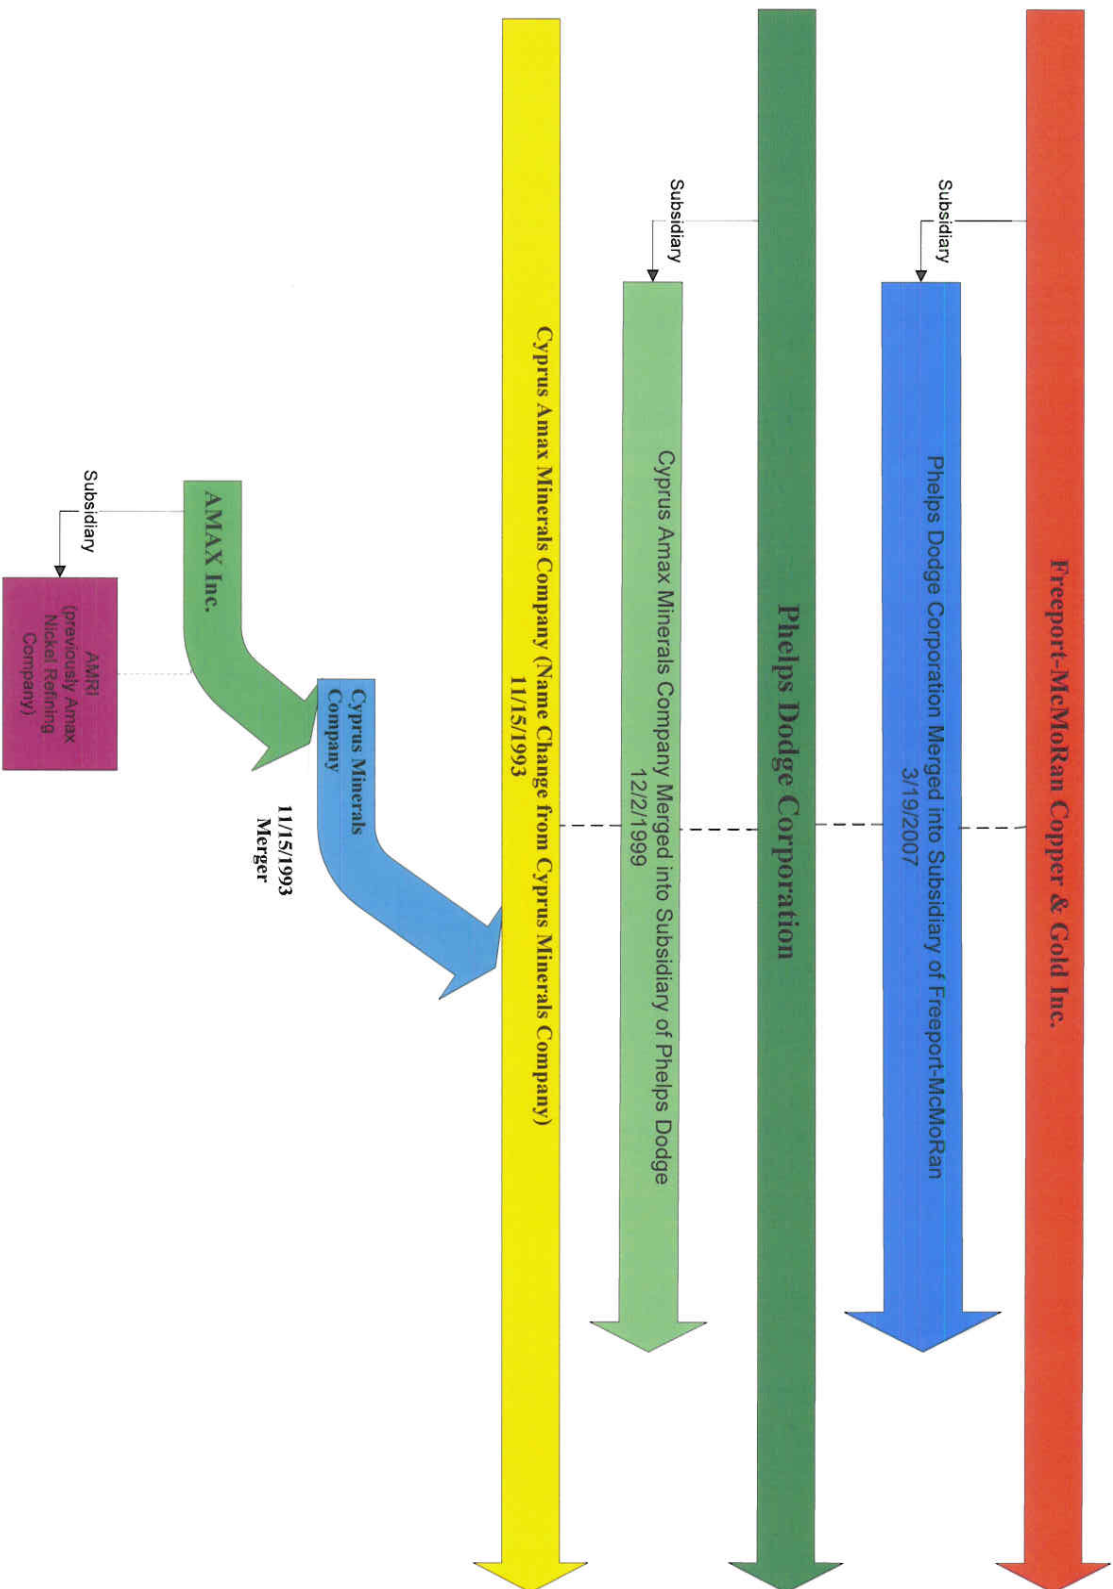 Freeport-McMoRan Copper & Gold Inc.
Subsidiary
Phelps Dodge Corporation Merged into Subsidiary of Freeport-McMoRan
3/19/2007
Phelps Dodge Corporation
Subsidiary
Cyprus Amax Minerals Company Merged into Subsidiary of Phelps Dodge
12/2/1999
Cyprus Amax Minerals Company (Name Change from Cyprus Minerals Company)
11/15/1993
Cyprus Minerals
Company
11/15/1993
Merger
AMAX Inc.
Subsidiary
AMRI
(previously Amax
Nickel Refining
Company)